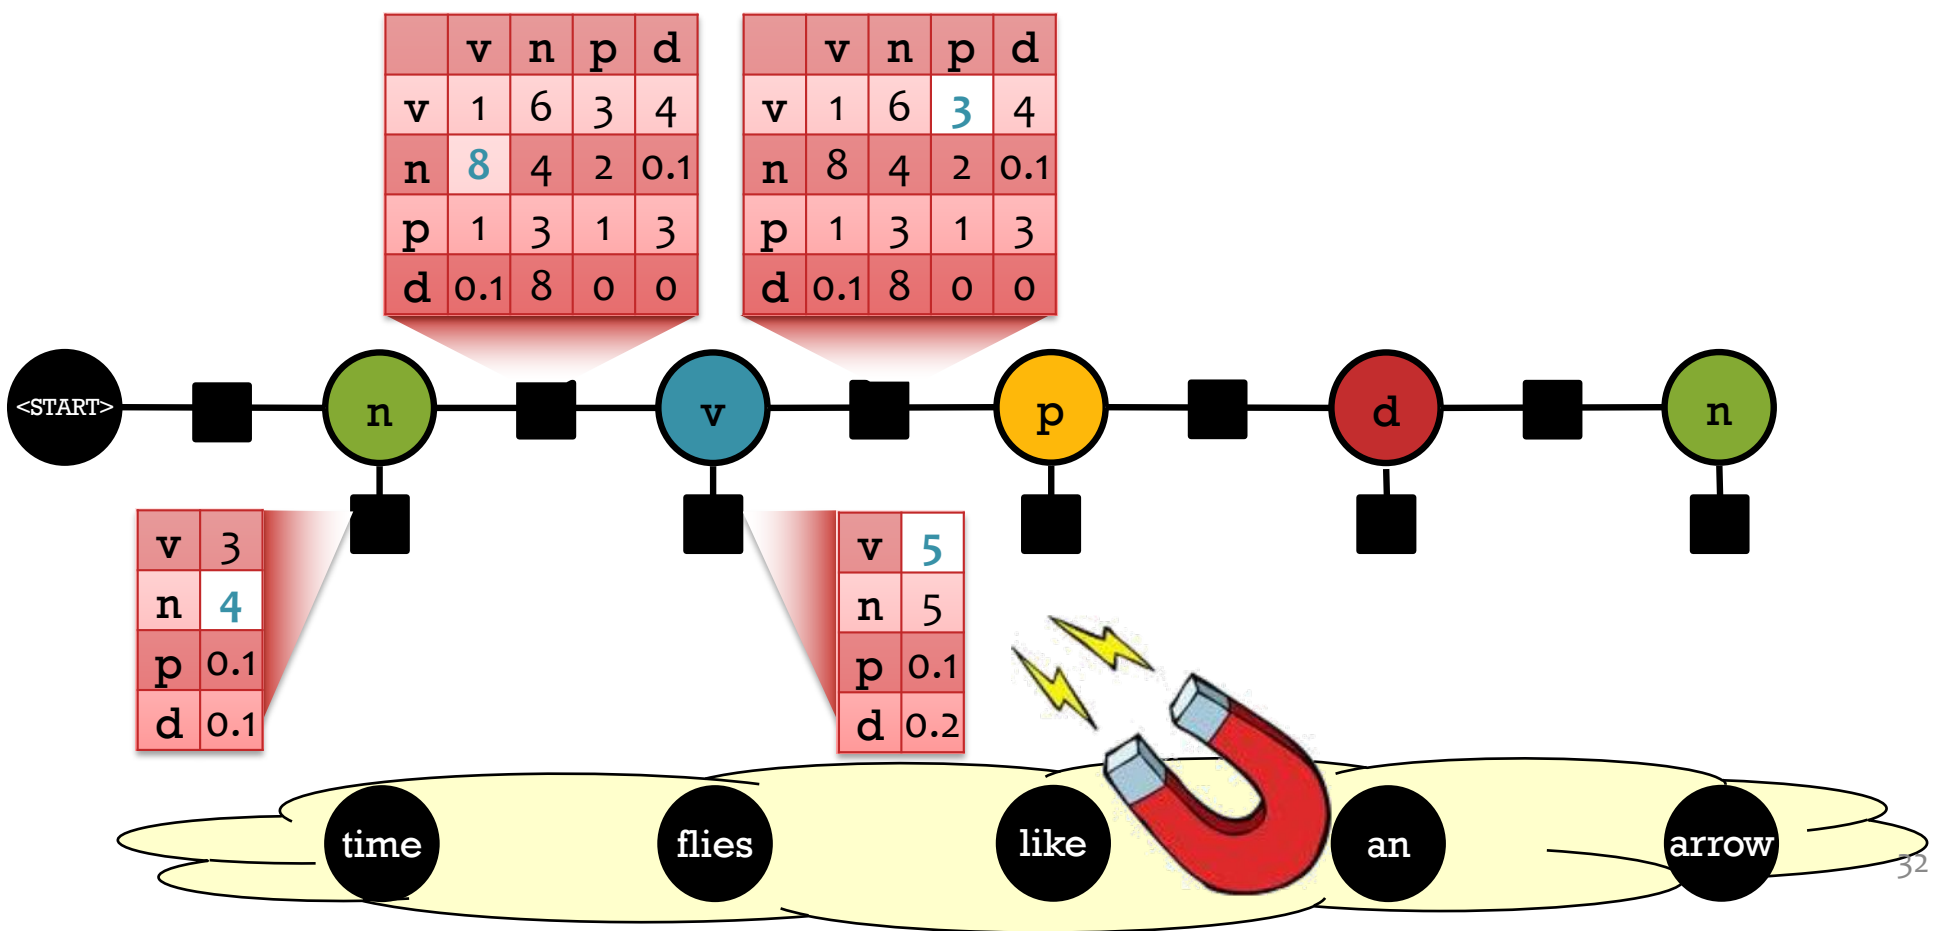 v n p d
v 1 6 3 4
n 8 4 2 0.1
p 1 3 1 3
d 0.1 8 0 0
v n p d
v 1 6 3 4
n 8 4 2 0.1
p 1 3 1 3
d 0.1 8 0 0
<START> n v p d n
v 3
n 4
p 0.1
d 0.1
v 5
n 5
p 0.1
d 0.2
time flies like an arrow
32